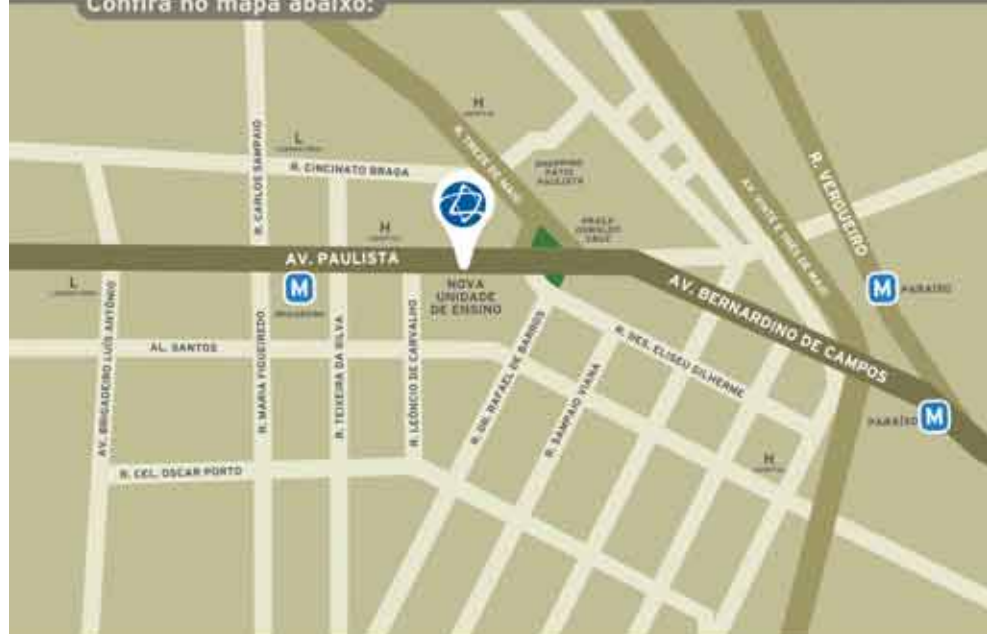 Confira no mapa abaixo:
H
R. TREZE DE MAIO
L
R. CINCINATO BRAGA
R. CARLOS SAMPAIO
SHOPPING
PÁTIO
PAULISTA
PRAÇA
OSWALDO
CRUZ
AV. VINTE E TRÊS DE MAIO
R. VERGUEIRO
H
AV. PAULISTA
L
M
BRIGADEIRO
NOVA
UNIDADE
DE ENSINO
AV. BERNARDINO DE CAMPOS
M
PARAÍSO
AV. BRIGADEIRO LUÍS ANTÔNIO
AL. SANTOS
R. MARIA FIGUEIREDO
R. TEIXEIRA DA SILVA
R. LEÔNCIO DE CARVALHO
R. DR. RAFAEL DE BARROS
R. SAMPAIO VIANA
R. DES. ELISEU GILHERME
PARAÍSO
M
H
R. CEL. OSCAR PORTO